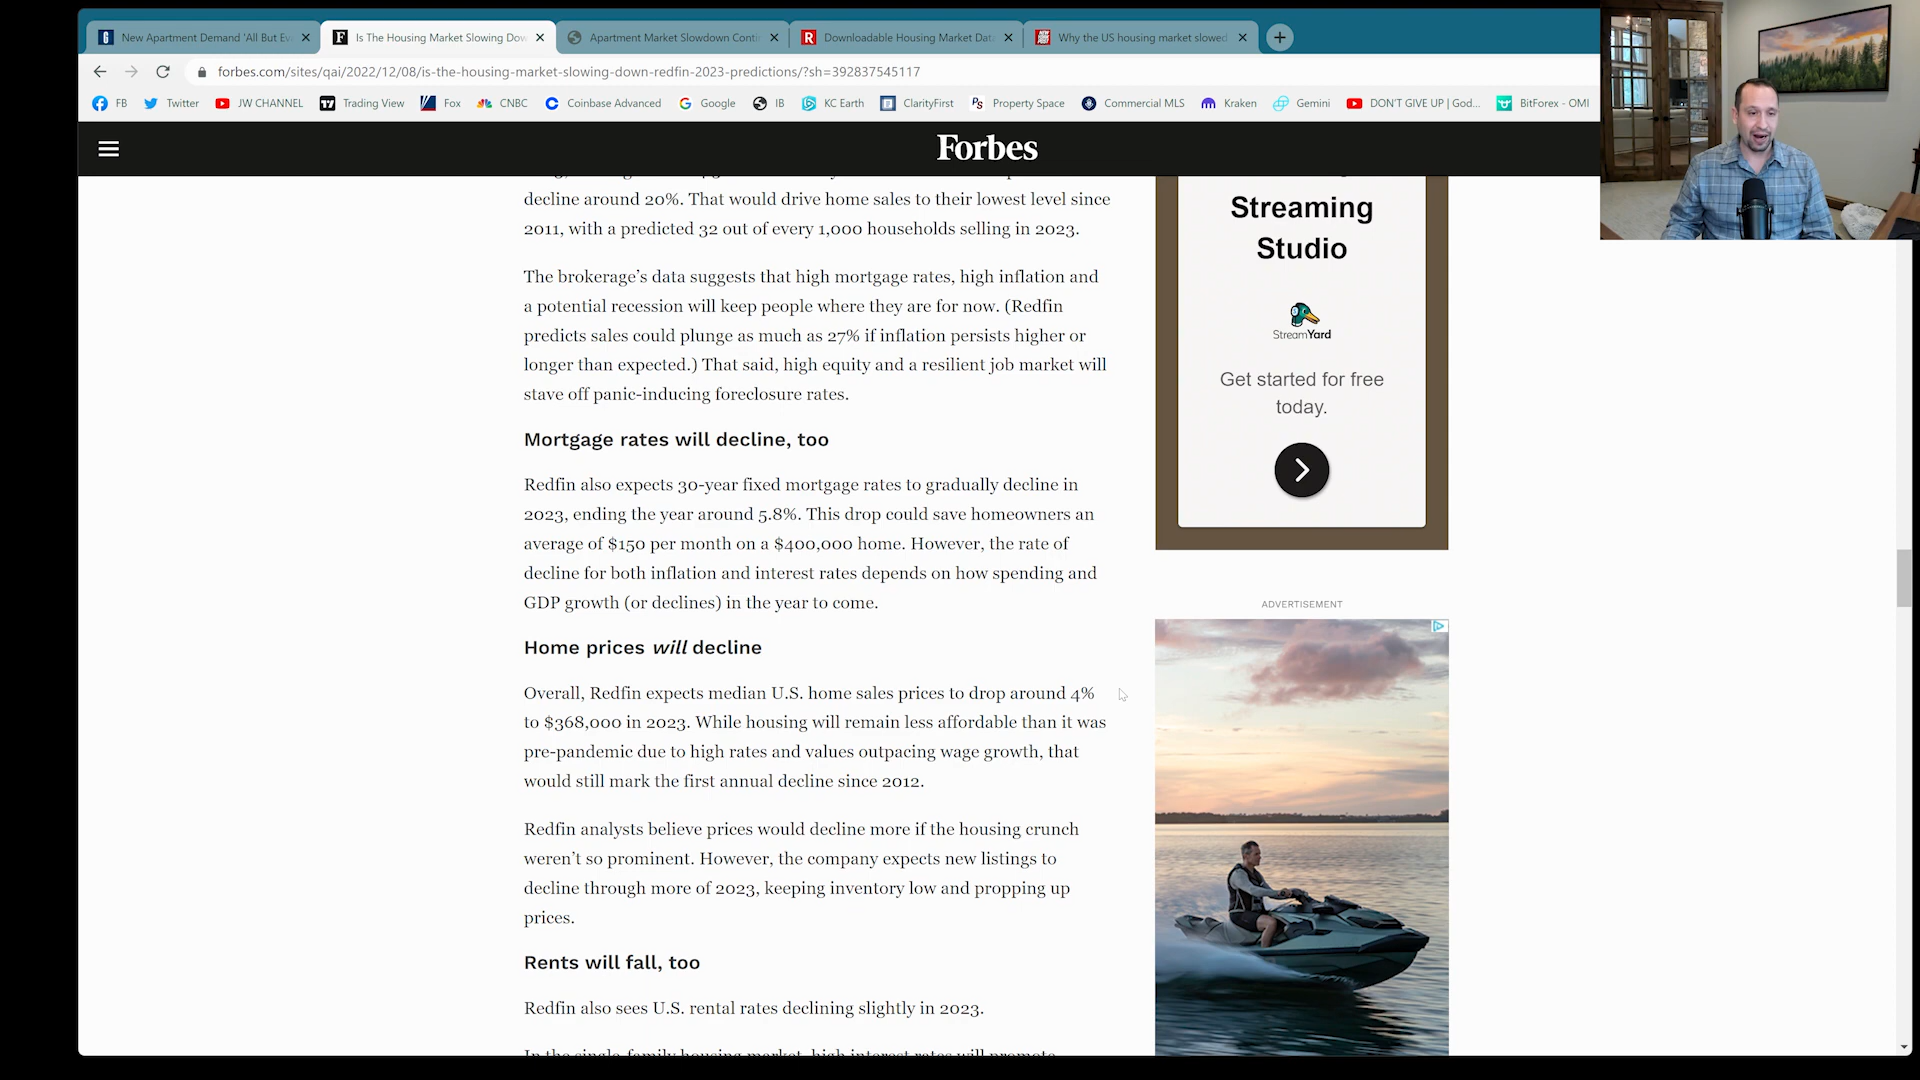 New Apartment Demand 'All But Ev
Is The Housing Market Slowing Dow
Apartment Market Slowdown Conti
Downloadable Housing Market Dat
Why the US housing market slowed
forbes.com/sites/qai/2022/12/08/is-the-housing-market-slowing-down-redfin-2023-predictions/?sh=392837545117
FB
Twitter
JW CHANNEL
Trading View
Fox
CNBC
Coinbase Advanced
Google
IB
KC Earth
ClarityFirst
Property Space
Commercial MLS
Kraken
Gemini
DON'T GIVE UP | God...
BitForex - OMI
Forbes
decline around 20%. That would drive home sales to their lowest level since
2011, with a predicted 32 out of every 1,000 households selling in 2023.
The brokerage's data suggests that high mortgage rates, high inflation and
a potential recession will keep people where they are for now. (Redfin
predicts sales could plunge as much as 27% if inflation persists higher or
longer than expected.) That said, high equity and a resilient job market will
stave off panic-inducing foreclosure rates.
Mortgage rates will decline, too
Redfin also expects 30-year fixed mortgage rates to gradually decline in
2023, ending the year around 5.8%. This drop could save homeowners an
average of $150 per month on a $400,000 home. However, the rate of
decline for both inflation and interest rates depends on how spending and
GDP growth (or declines) in the year to come.
Home prices will decline
Overall, Redfin expects median U.S. home sales prices to drop around 4%
to $368,000 in 2023. While housing will remain less affordable than it was
pre-pandemic due to high rates and values outpacing wage growth, that
would still mark the first annual decline since 2012.
Redfin analysts believe prices would decline more if the housing crunch
weren't so prominent. However, the company expects new listings to
decline through more of 2023, keeping inventory low and propping up
prices.
Rents will fall, too
Redfin also sees U.S. rental rates declining slightly in 2023.
In the single-family housing market, high interest rates will promote
Streaming
Studio
StreamYard
Get started for free
today.
ADVERTISEMENT